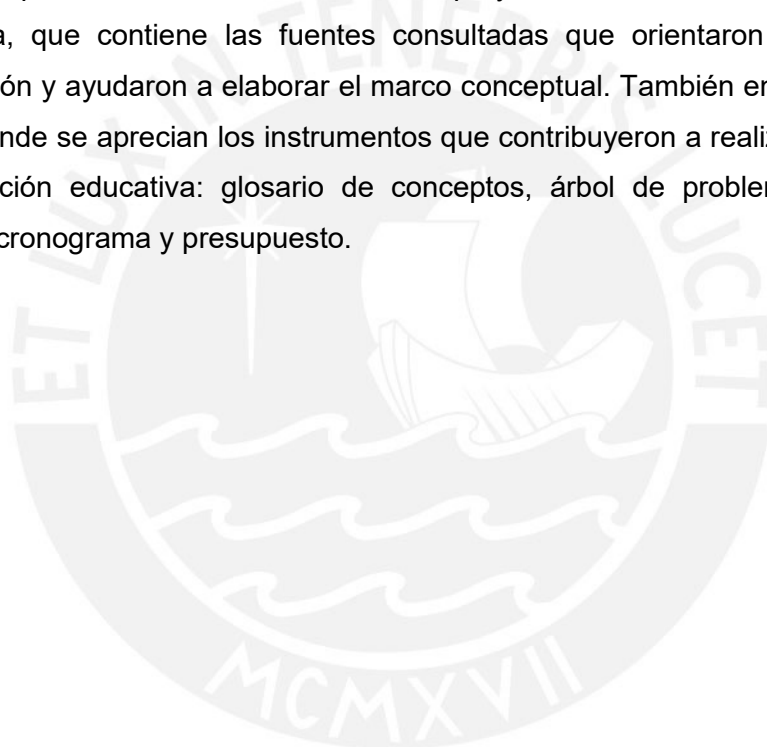 a, que contiene las fuentes consultadas que orientaron
ón y ayudaron a elaborar el marco conceptual. También en
nde se aprecian los instrumentos que contribuyeron a realiz
ción educativa: glosario de conceptos, árbol de problem
cronograma y presupuesto.
ET LUX IN TENEBRIS LUCET
MCMXVII